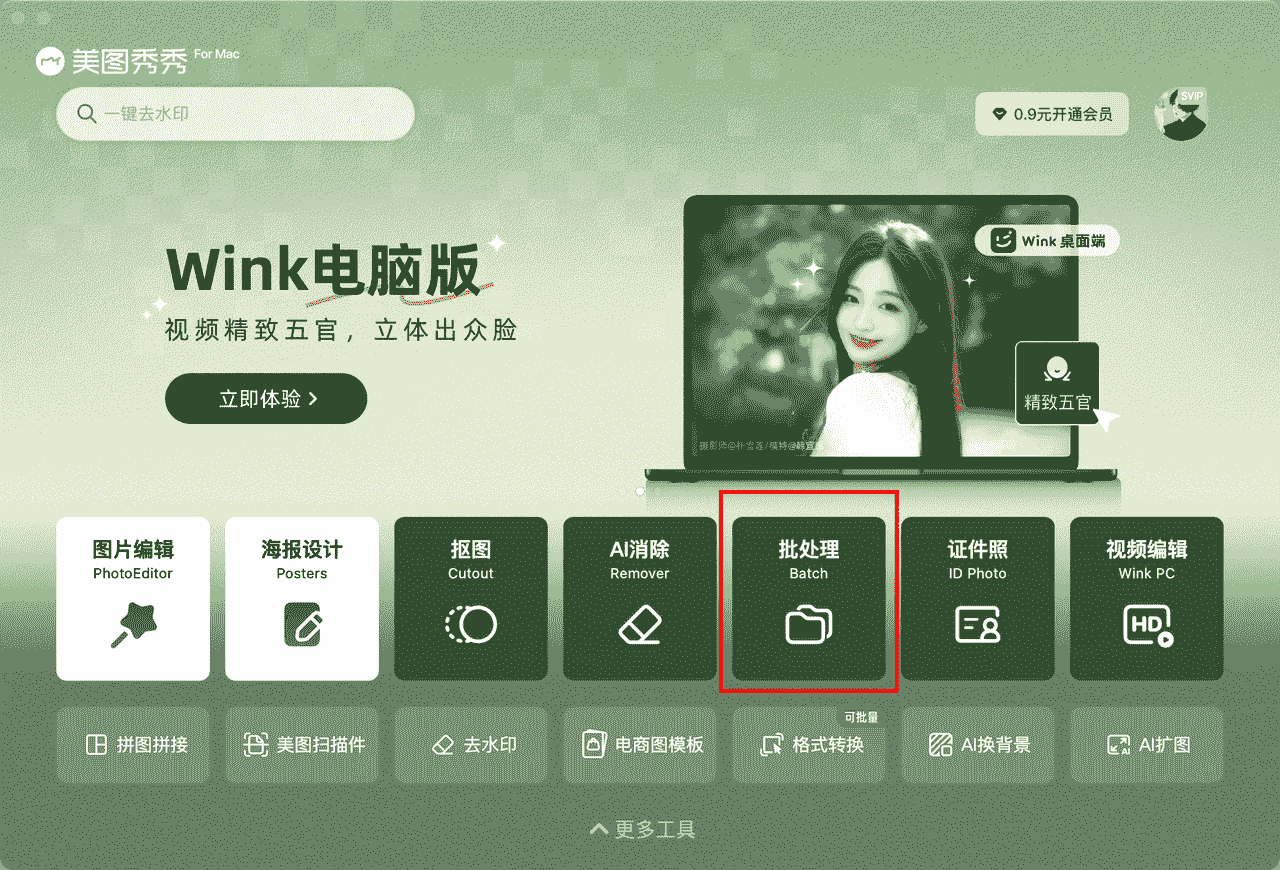 美图秀秀 For Mac
一键去水印
0.9元开通会员
SVIP
Wink电脑版
视频精致五官，立体出众脸
立即体验
Wink 桌面端
精致五官
图片编辑
PhotoEditor
海报设计
Posters
抠图
Cutout
AI消除
Remover
批处理
Batch
证件照
ID Photo
视频编辑
Wink PC
HD
拼图拼接
美图扫描件
去水印
电商图模板
可批量
格式转换
AI换背景
AI扩图
更多工具